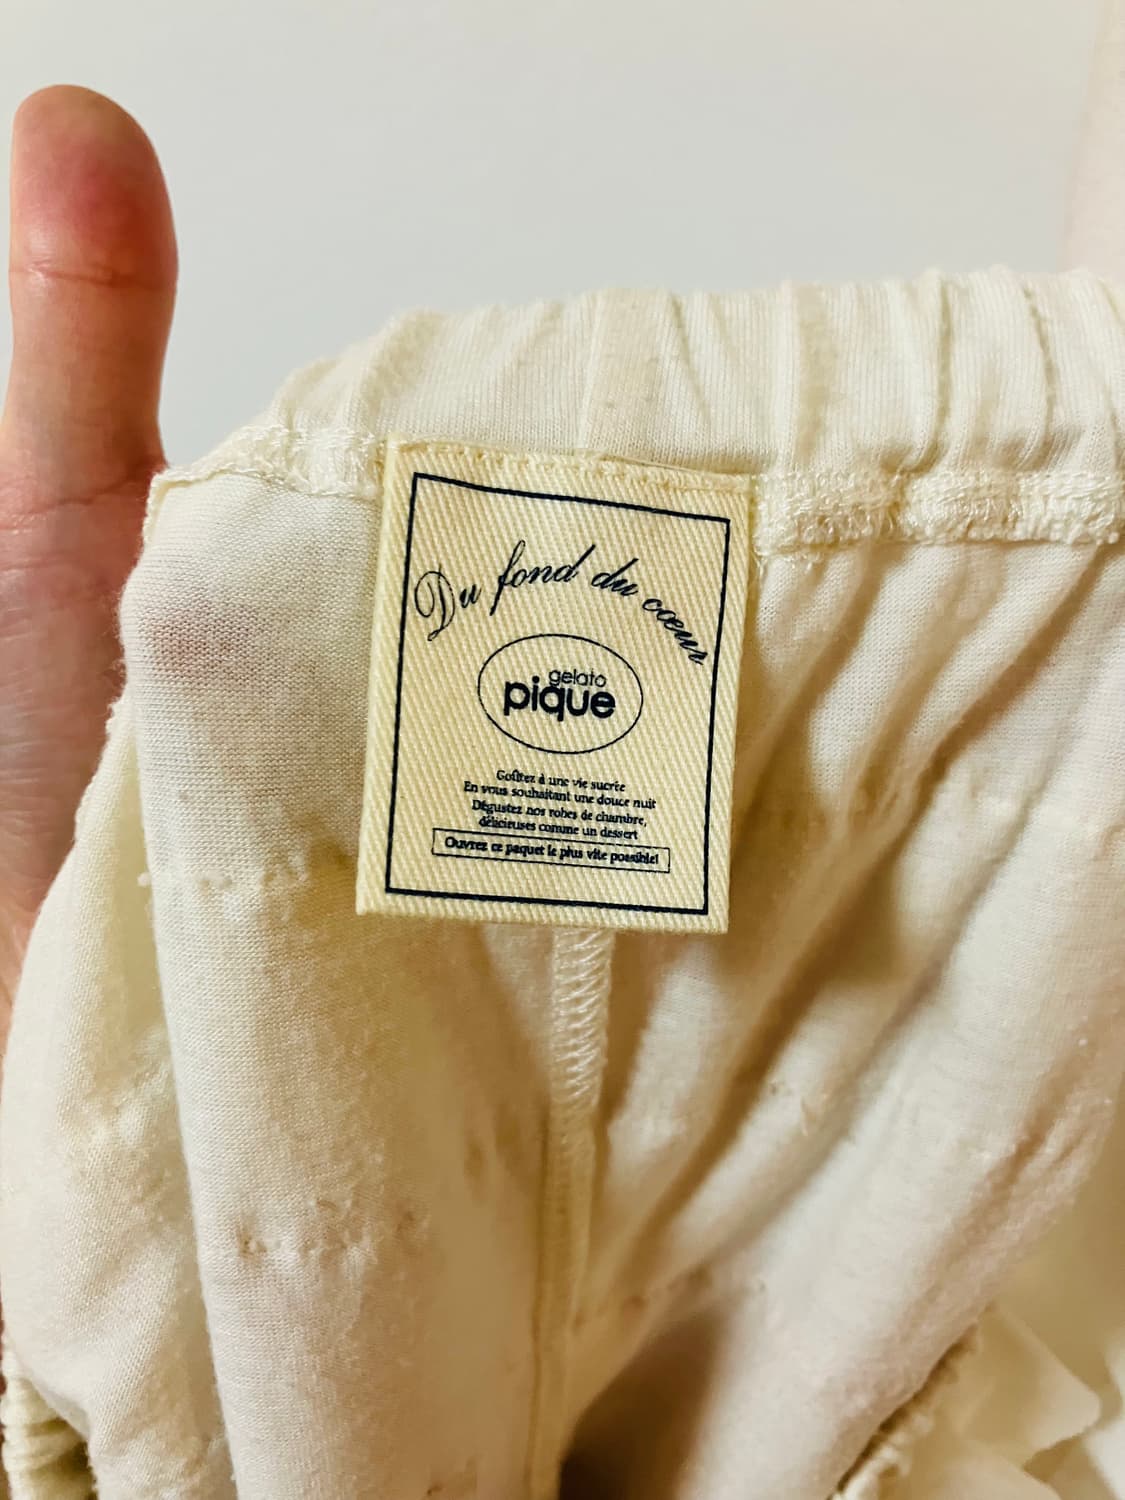 Du fond du cœur
gelato
pique
Goûtez à une vie sucrée
En vous souhaitant une douce nuit
Dégustez nos robes de chambre,
délicieuses comme un dessert
Ouvrez ce paquet le plus vite possible!